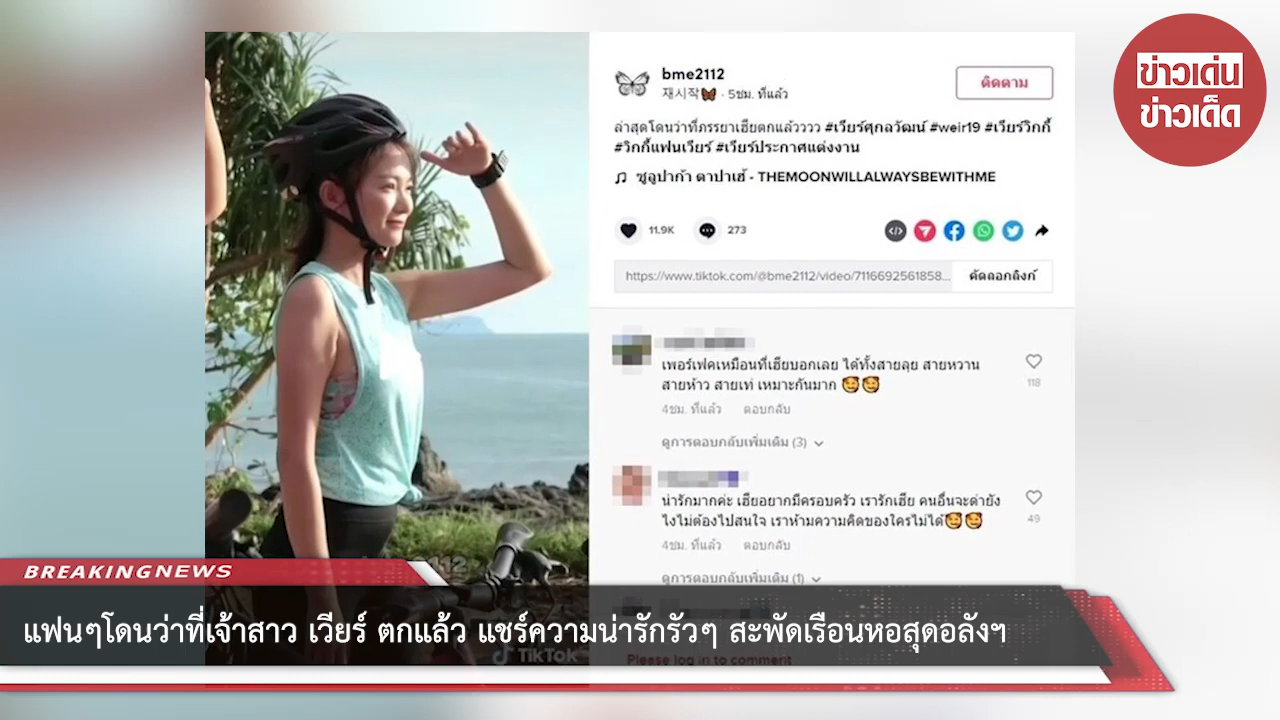 ข่าวเด่น
ข่าวเด็ด
bme2112
재시작 · 5ชม. ที่แล้ว
ติดตาม
ล่าสุดโดนว่าที่ภรรยาเฮียตกแล้วววว #เวียร์ศุกลวัฒน์ #weir19 #เวียร์วิกกี้
#วิกกี้แฟนเวียร์ #เวียร์ประกาศแต่งงาน
♫ ซูลูปาก้า ตาปาเฮ้ - THEMOONWILLALWAYSBEWITHME
11.9K
273
https://www.tiktok.com/@bme2112/video/7116692561858...
คัดลอกลิงก์
เพอร์เฟคเหมือนที่เฮียบอกเลย ได้ทั้งสายลุย สายหวาน
สายห้าว สายเท่ เหมาะกันมาก 🥰🥰
118
4ชม. ที่แล้ว ตอบกลับ
ดูการตอบกลับเพิ่มเติม (3)
น่ารักมากค่ะ เฮียอยากมีครอบครัว เรารักเฮีย คนอื่นจะด่ายัง
ไงไม่ต้องไปสนใจ เราห้ามความคิดของใครไม่ได้🥰🥰
49
4ชม. ที่แล้ว ตอบกลับ
ดูการตอบกลับเพิ่มเติม (1)
BREAKING NEWS
แฟนๆโดนว่าที่เจ้าสาว เวียร์ ตกแล้ว แชร์ความน่ารักรัวๆ สะพัดเรือนหอสุดอลังฯ
TikTok
Please log in to comment